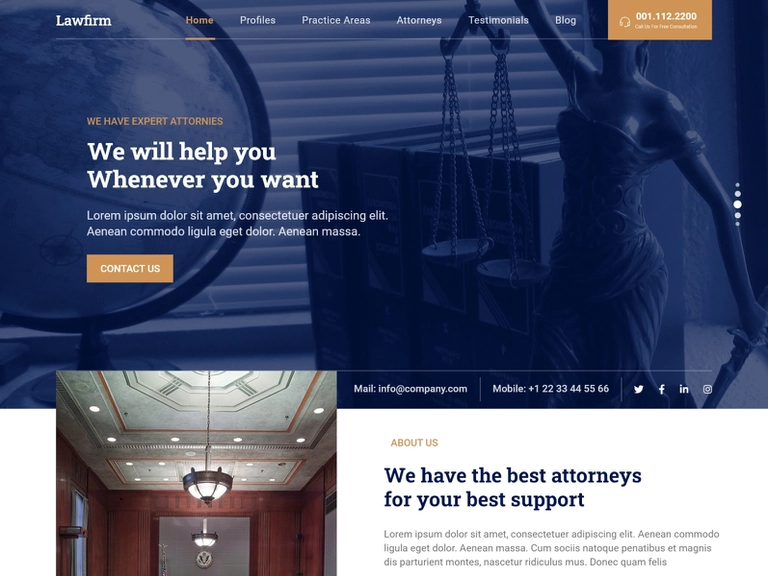 Lawfirm
Home Profiles Practice Areas Attorneys Testimonials Blog
001.112.2200
Call Us For Free Consultation
WE HAVE EXPERT ATTORNIES
We will help you
Whenever you want
Lorem ipsum dolor sit amet, consectetuer adipiscing elit.
Aenean commodo ligula eget dolor. Aenean massa.
CONTACT US
Mail: info@company.com Mobile: +1 22 33 44 55 66
ABOUT US
We have the best attorneys
for your best support
Lorem ipsum dolor sit amet, consectetuer adipiscing elit. Aenean commodo
ligula eget dolor. Aenean massa. Cum sociis natoque penatibus et magnis
dis parturient montes, nascetur ridiculus mus. Donec quam felis